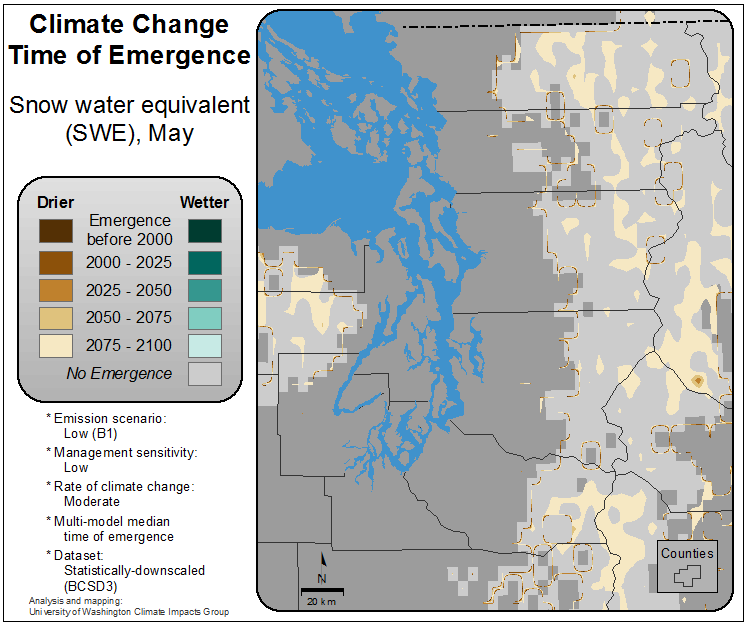 Climate Change
Time of Emergence
Snow water equivalent
(SWE), May
Drier Wetter
Emergence
before 2000
2000 - 2025
2025 - 2050
2050 - 2075
2075 - 2100
No Emergence
* Emission scenario:
Low (B1)
* Management sensitivity:
Low
* Rate of climate change:
Moderate
* Multi-model median
time of emergence
* Dataset:
Statistically-downscaled
(BCSD3)
Analysis and mapping:
University of Washington Climate Impacts Group
N
20 km
Counties